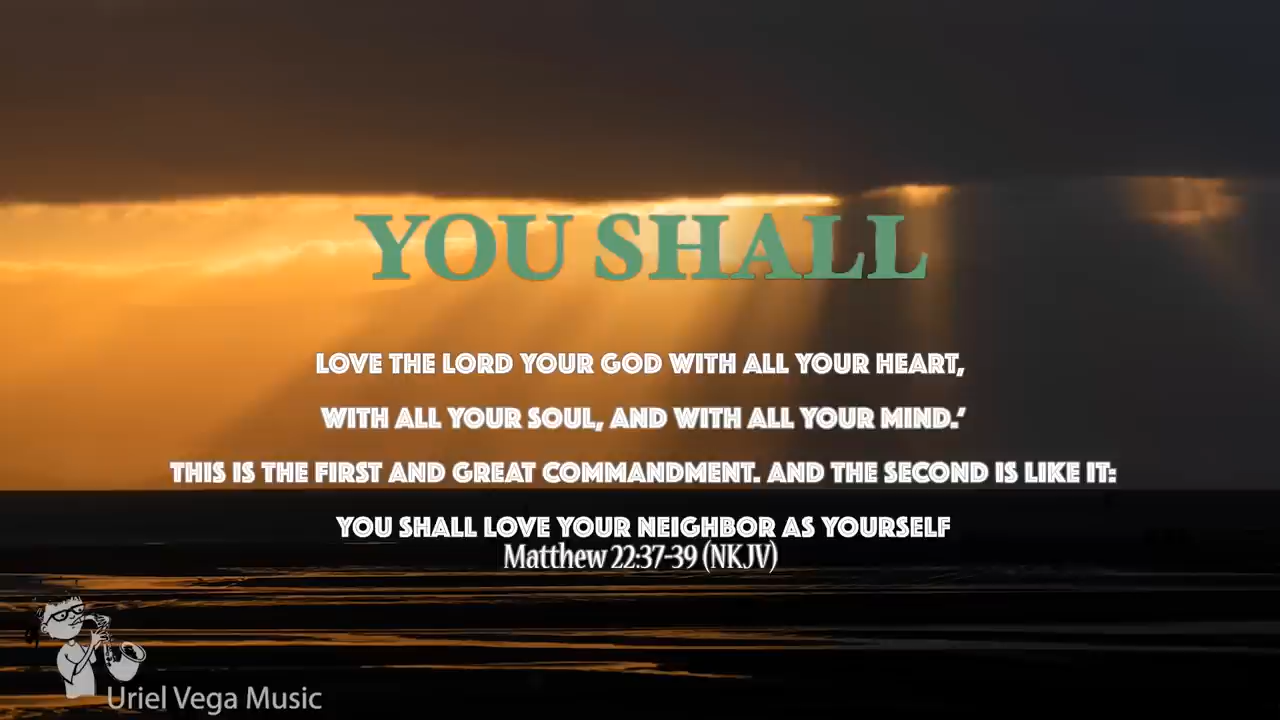 YOU SHALL
LOVE THE LORD YOUR GOD WITH ALL YOUR HEART,
WITH ALL YOUR SOUL, AND WITH ALL YOUR MIND.’
THIS IS THE FIRST AND GREAT COMMANDMENT. AND THE SECOND IS LIKE IT:
YOU SHALL LOVE YOUR NEIGHBOR AS YOURSELF
Matthew 22:37-39 (NKJV)
Uriel Vega Music